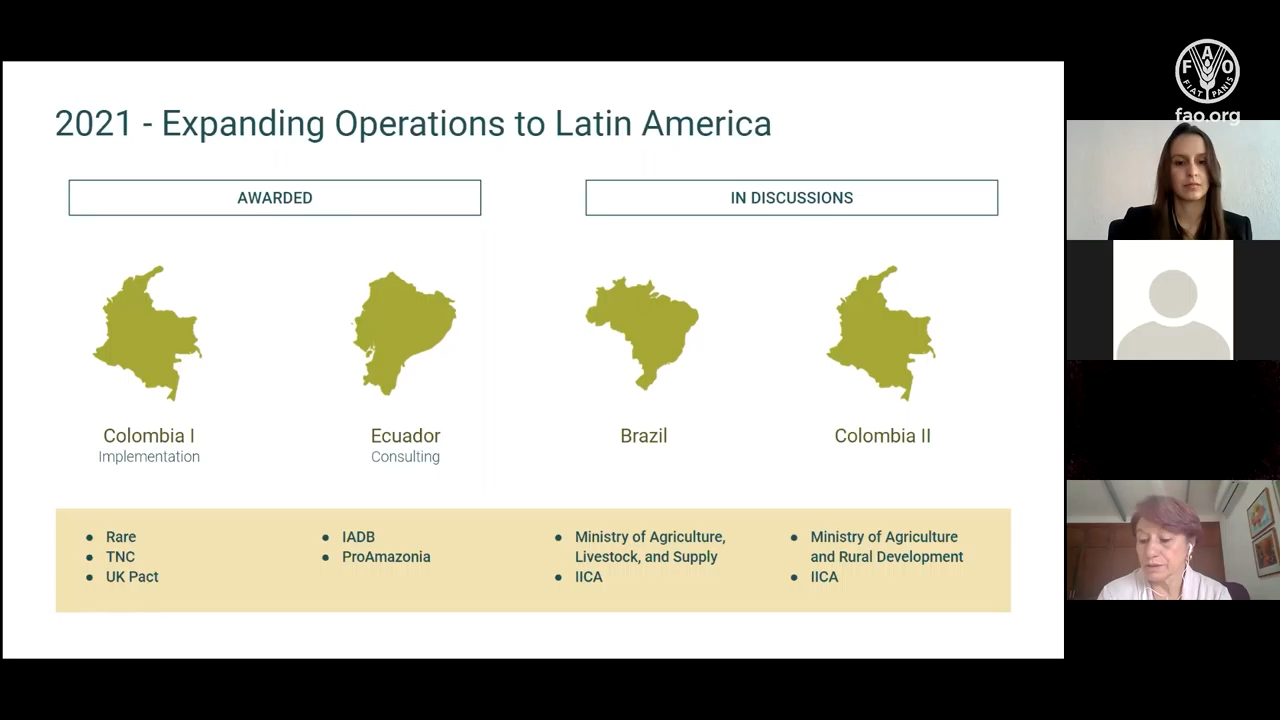 2021 - Expanding Operations to Latin America
AWARDED
IN DISCUSSIONS
Colombia I
Implementation
Ecuador
Consulting
Brazil
Colombia II
Rare
TNC
UK Pact
IADB
ProAmazonia
Ministry of Agriculture,
Livestock, and Supply
IICA
Ministry of Agriculture
and Rural Development
IICA
F A O
FIAT PANIS
fao.org